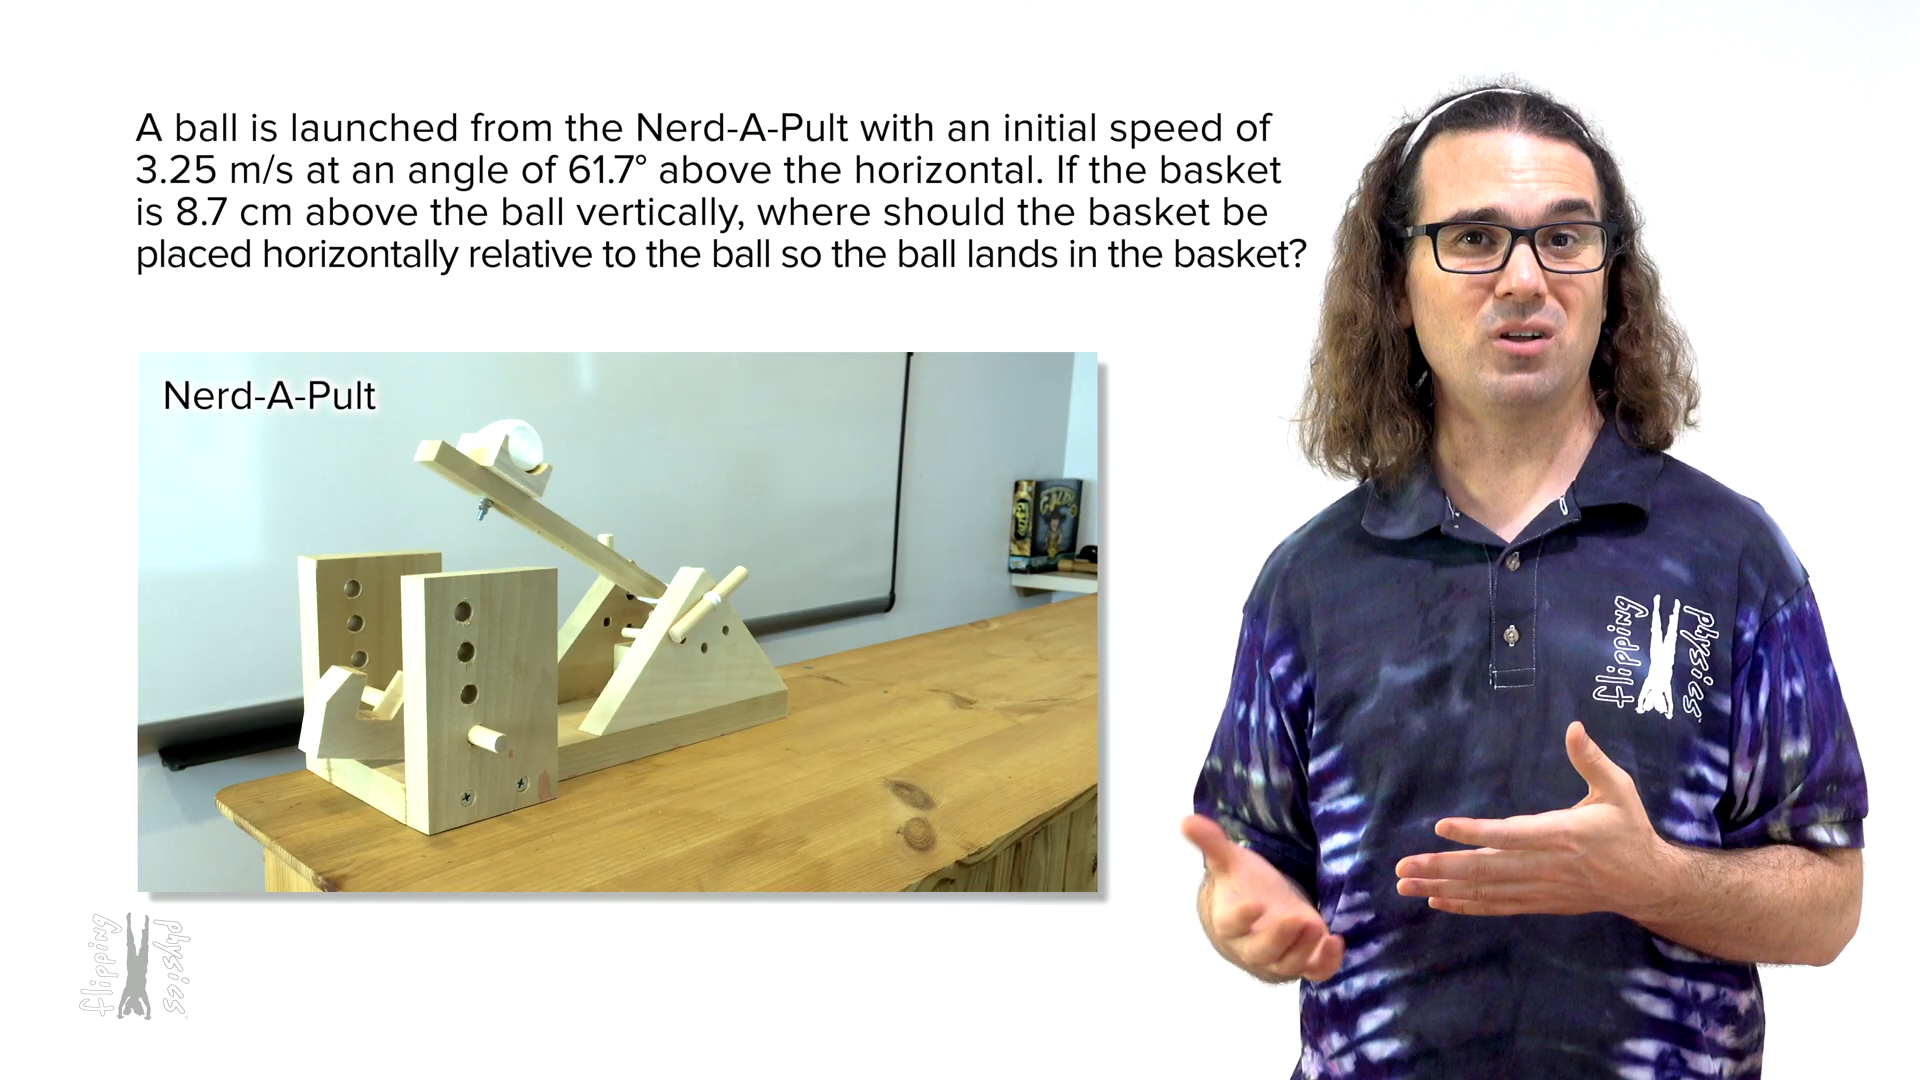 A ball is launched from the Nerd-A-Pult with an initial speed of
3.25 m/s at an angle of 61.7° above the horizontal. If the basket
is 8.7 cm above the ball vertically, where should the basket be
placed horizontally relative to the ball so the ball lands in the basket?
Nerd-A-Pult
flipping
physics
flipping
physics